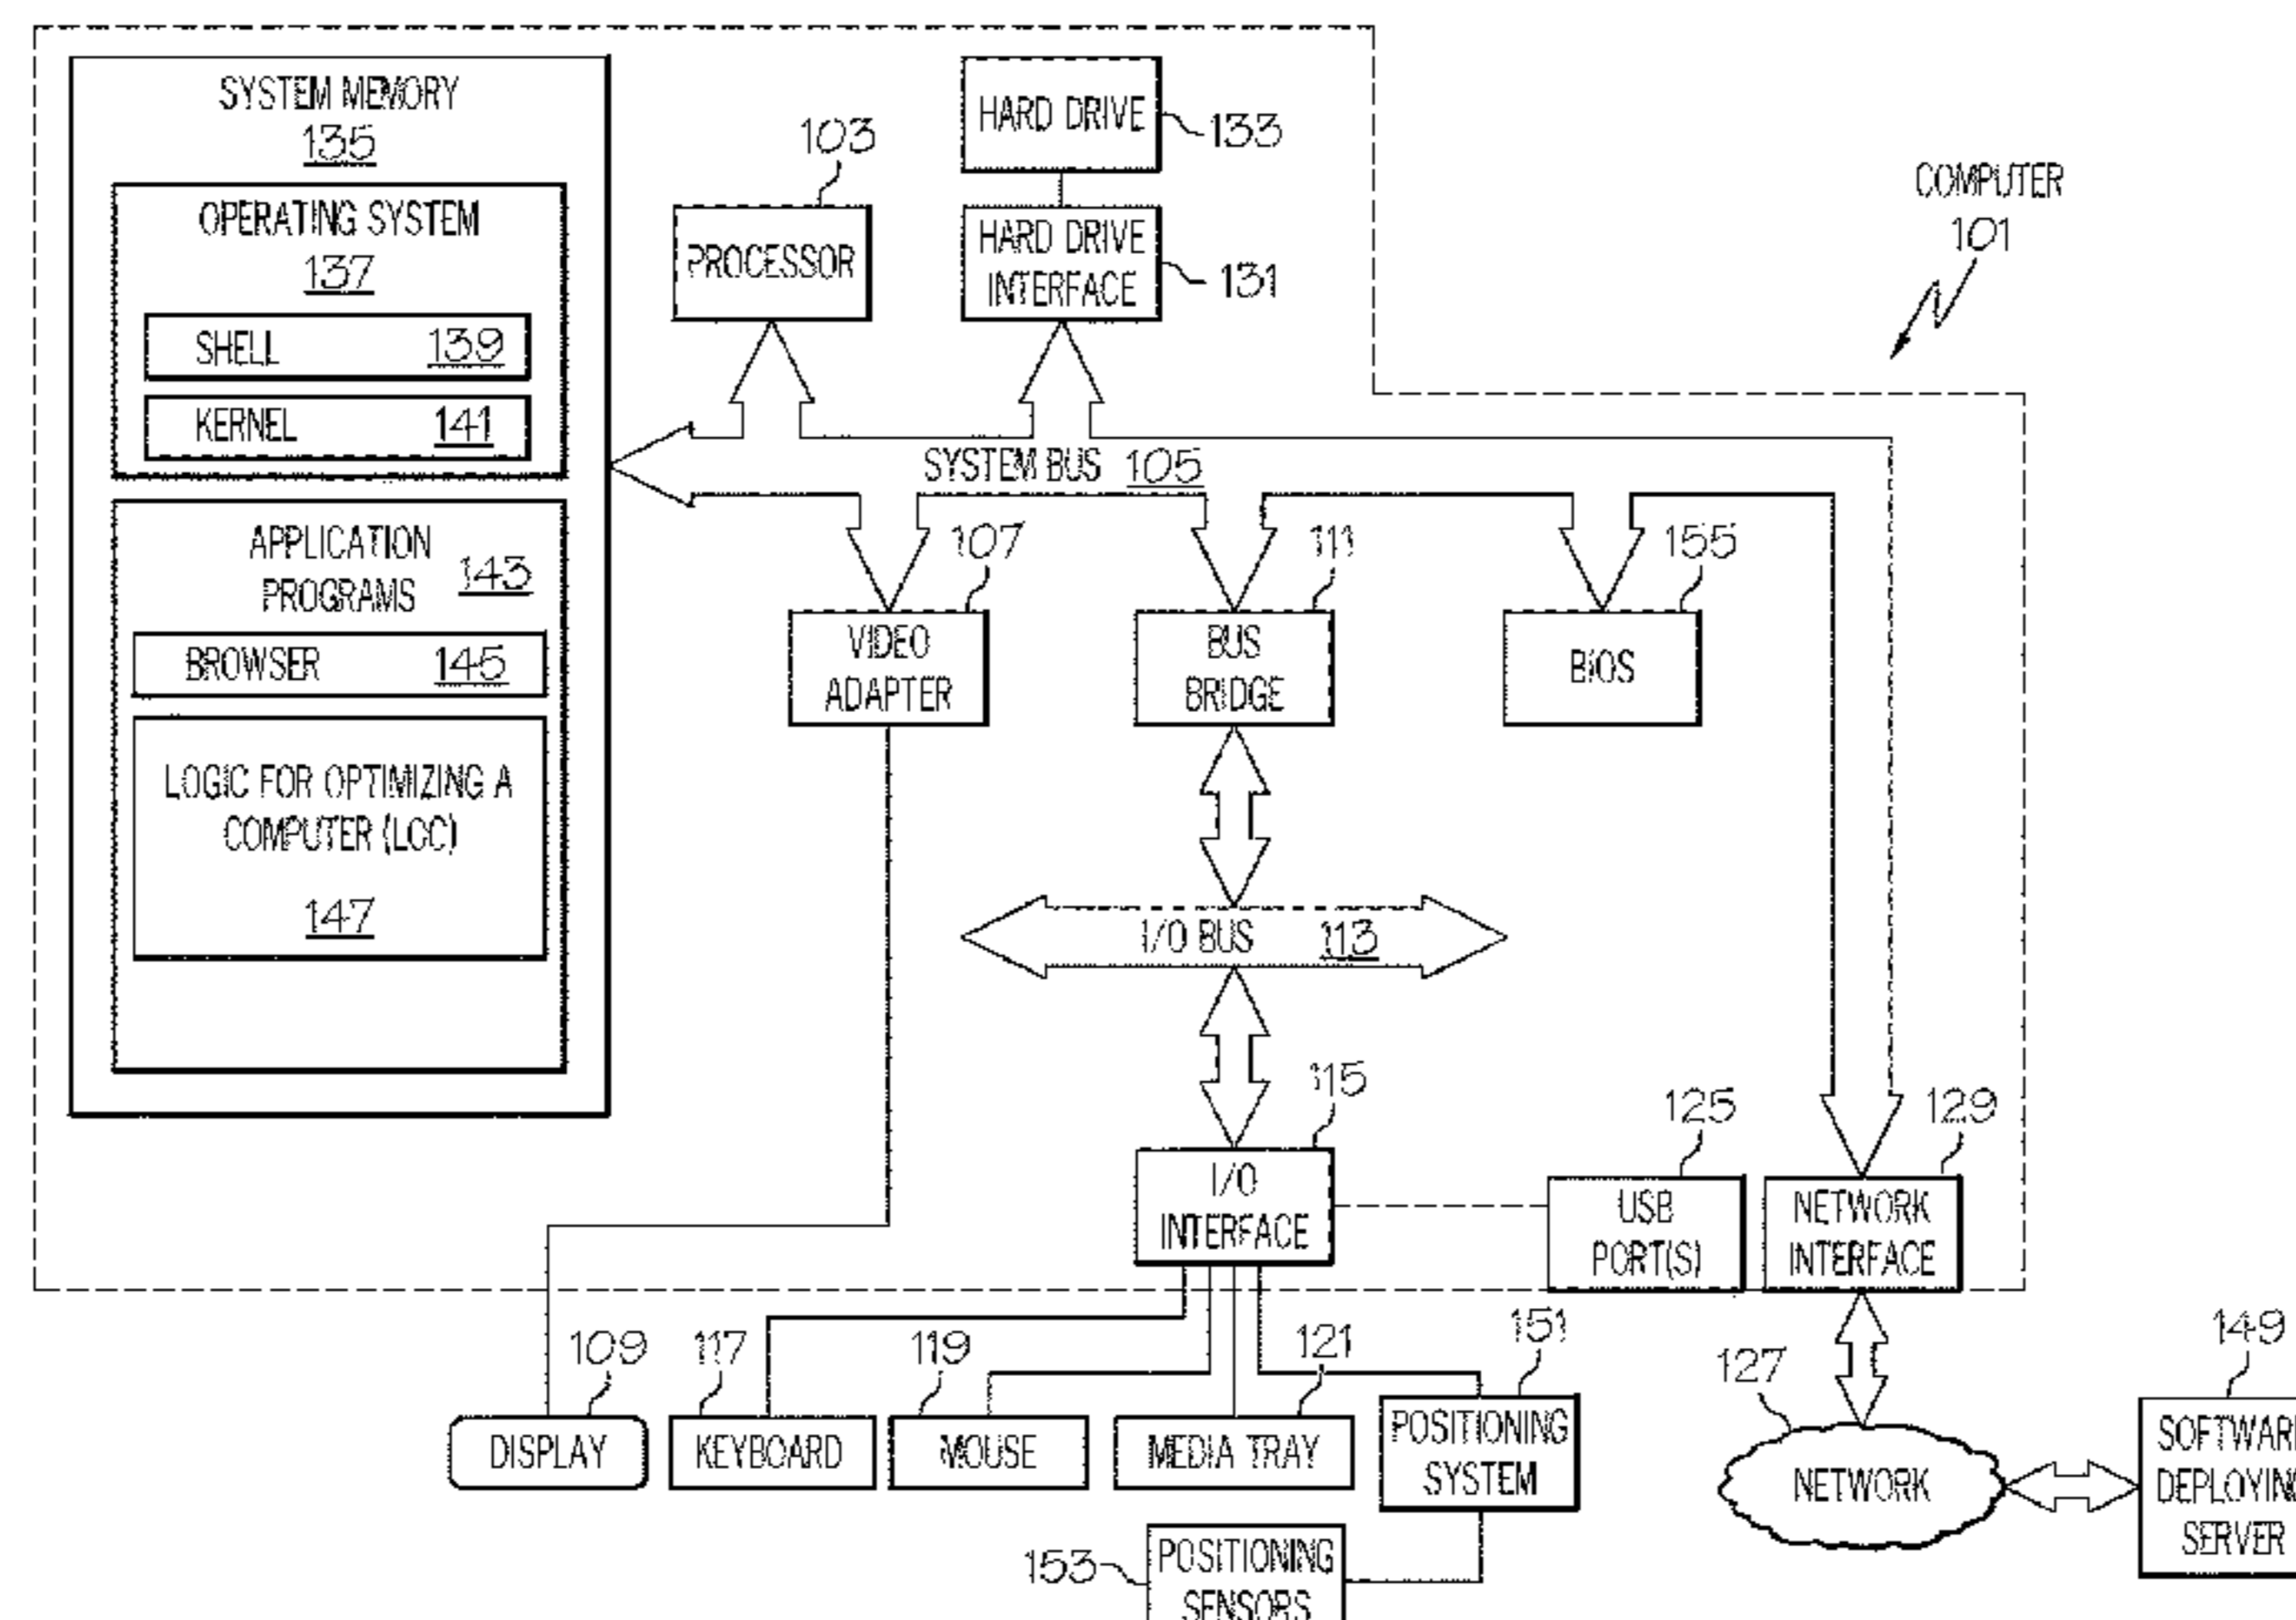 SYSTEM MEMORY
135
OPERATING SYSTEM
137
SHELL 139
KERNEL 141
APPLICATION
PROGRAMS 143
BROWSER 145
LOGIC FOR OPTIMIZING A
COMPUTER (LOC)
147
103
PROCESSOR
HARD DRIVE
133
HARD DRIVE
INTERFACE
131
COMPUTER
101
SYSTEM BUS 105
107
VIDEO
ADAPTER
111
BUS
BRIDGE
155
BIOS
I/O BUS 113
115
I/O
INTERFACE
125
USB
PORT(S)
129
NETWORK
INTERFACE
109
DISPLAY
117
KEYBOARD
119
MOUSE
121
MEDIA TRAY
151
POSITIONING
SYSTEM
153
POSITIONING
SENSORS
127
NETWORK
149
SOFTWARE
DEPLOYING
SERVER